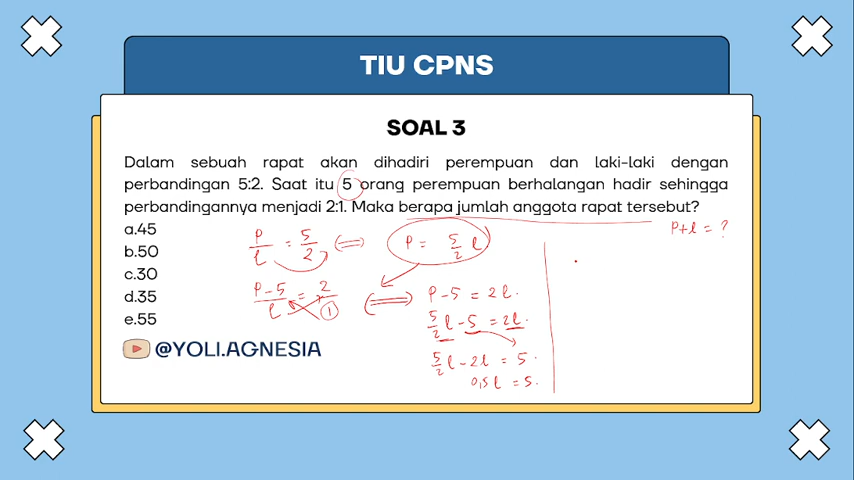 TIU CPNS
SOAL 3
Dalam sebuah rapat akan dihadiri perempuan dan laki-laki dengan
perbandingan 5:2. Saat itu 5 orang perempuan berhalangan hadir sehingga
perbandingannya menjadi 2:1. Maka berapa jumlah anggota rapat tersebut?
a.45
b.50
c.30
d.35
e.55
P+l = ?
P/l = 5/2 ⟺ P = 5/2 l
P-5/l = 2/1 ⟺ P-5 = 2l.
5/2 l - 5 = 2l.
5/2 l - 2l = 5.
0,5 l = 5.
@YOLI.AGNESIA